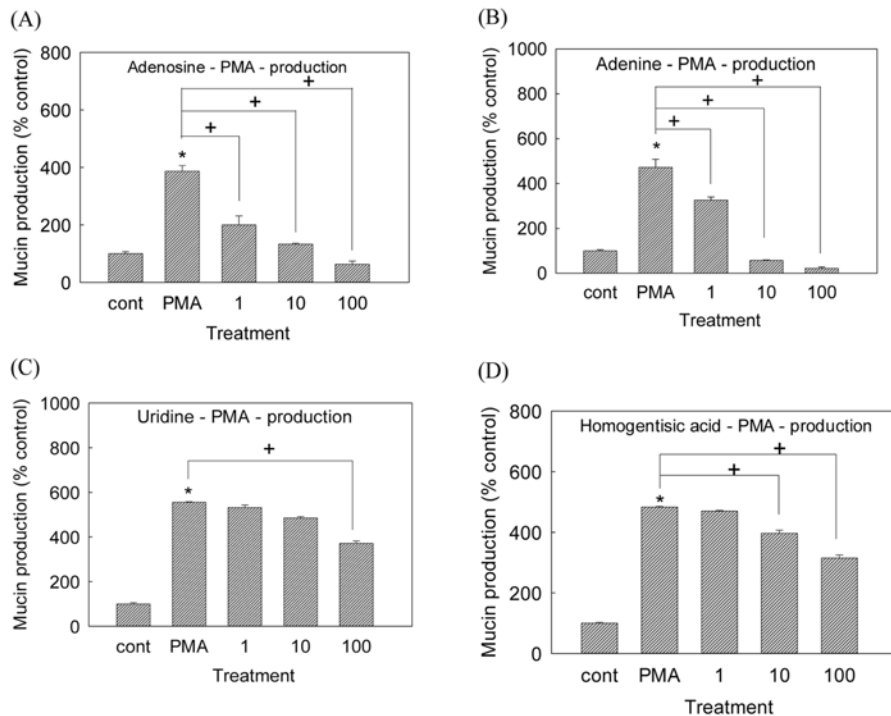 (A)
Mucin production (% control)
800
600
400
200
0
Adenosine - PMA - production
+
+
+
*
cont PMA 1 10 100
Treatment
(B)
Mucin production (% control)
1000
800
600
400
200
0
Adenine - PMA - production
+
+
+
*
cont PMA 1 10 100
Treatment
(C)
Mucin production (% control)
1000
800
600
400
200
0
Uridine - PMA - production
+
*
cont PMA 1 10 100
Treatment
(D)
Mucin production (% control)
800
600
400
200
0
Homogentisic acid - PMA - production
+
+
*
cont PMA 1 10 100
Treatment